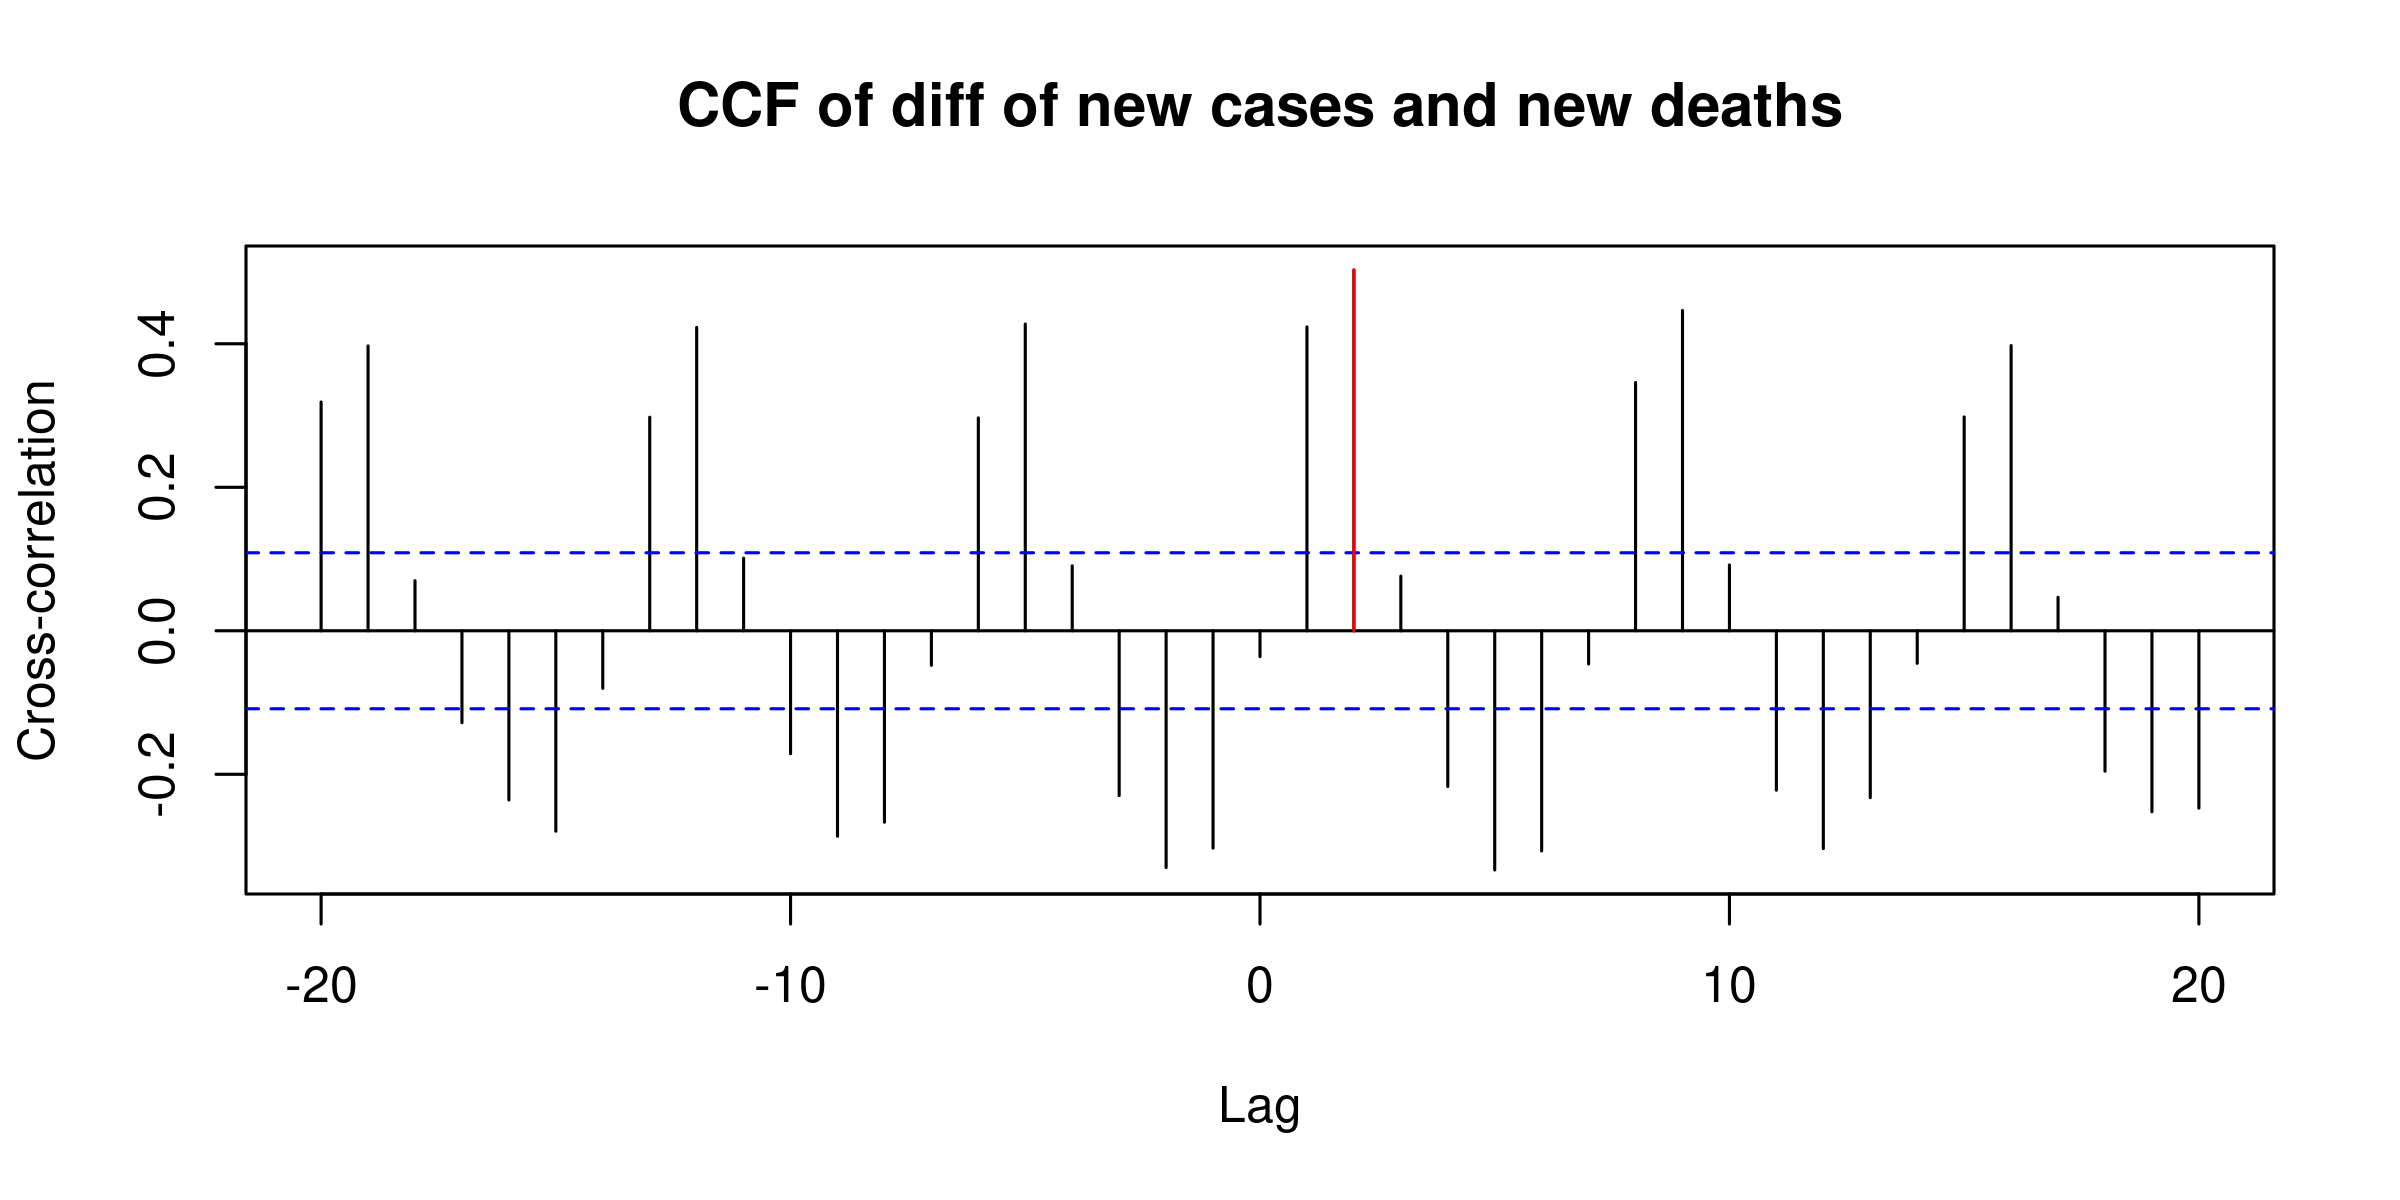 CCF of diff of new cases and new deaths
Cross-correlation
0.4
0.2
0.0
-0.2
-20 -10 0 10 20
Lag